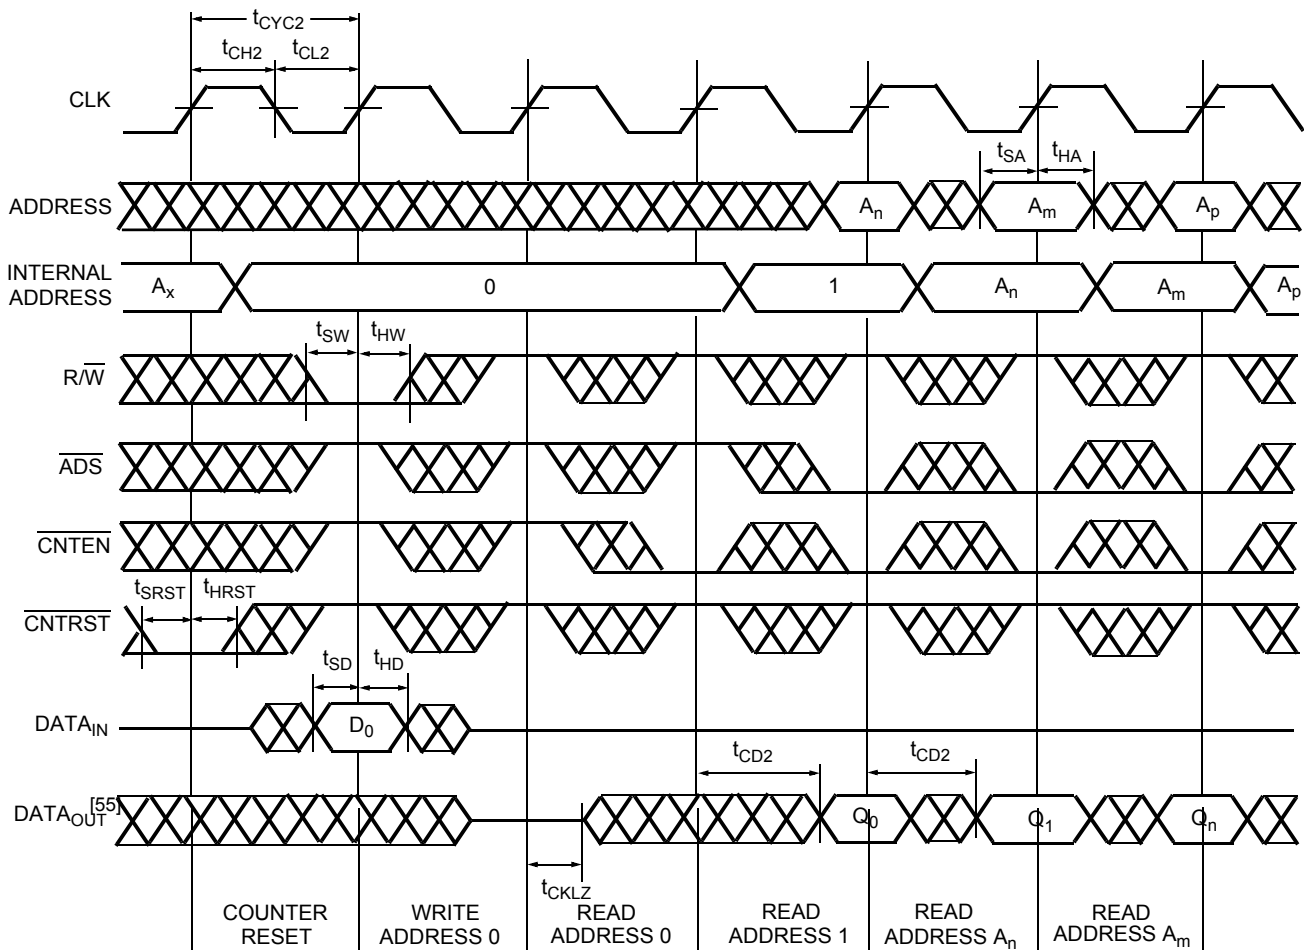 tCYC2
tCH2 tCL2
CLK
tSA tHA
ADDRESS An Am Ap
INTERNAL
ADDRESS
Ax 0 1 An Am Ap
tSW tHW
R/W
ADS
CNTEN
tSRST tHRST
CNTRST
tSD tHD
DATAIN D0
tCD2 tCD2
DATAOUT[55] Q0 Q1 Qn
tCKLZ
COUNTER
RESET
WRITE
ADDRESS 0
READ
ADDRESS 0
READ
ADDRESS 1
READ
ADDRESS An
READ
ADDRESS Am